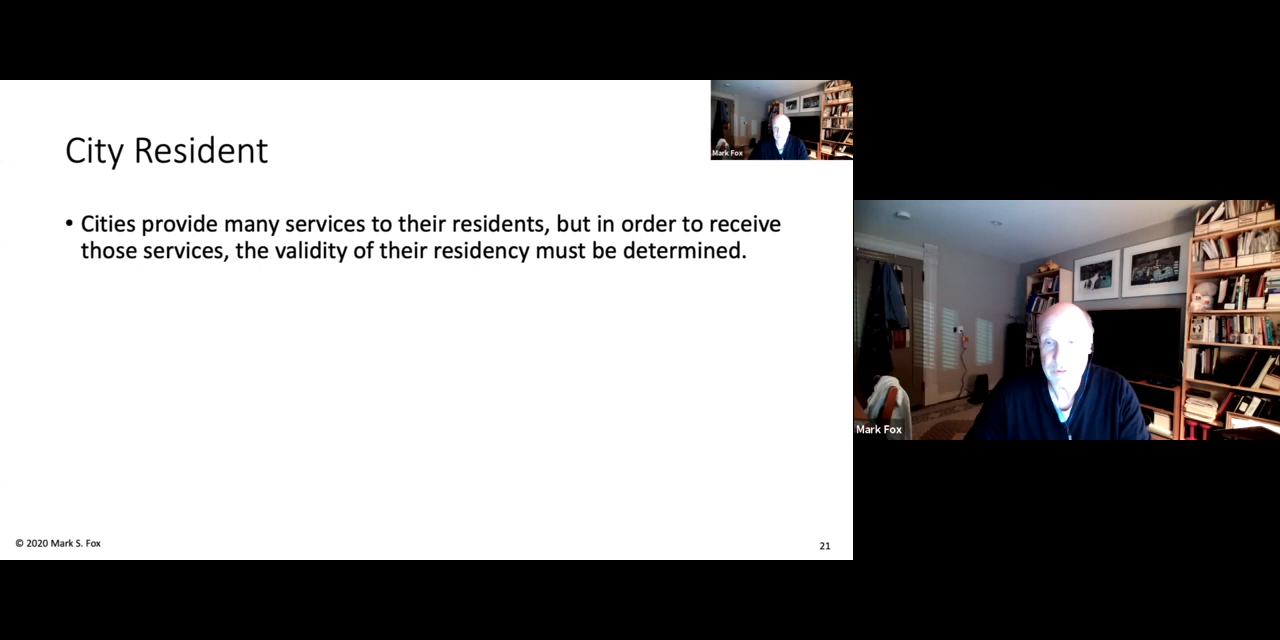 City Resident
Mark Fox
• Cities provide many services to their residents, but in order to receive
those services, the validity of their residency must be determined.
Mark Fox
© 2020 Mark S. Fox
21